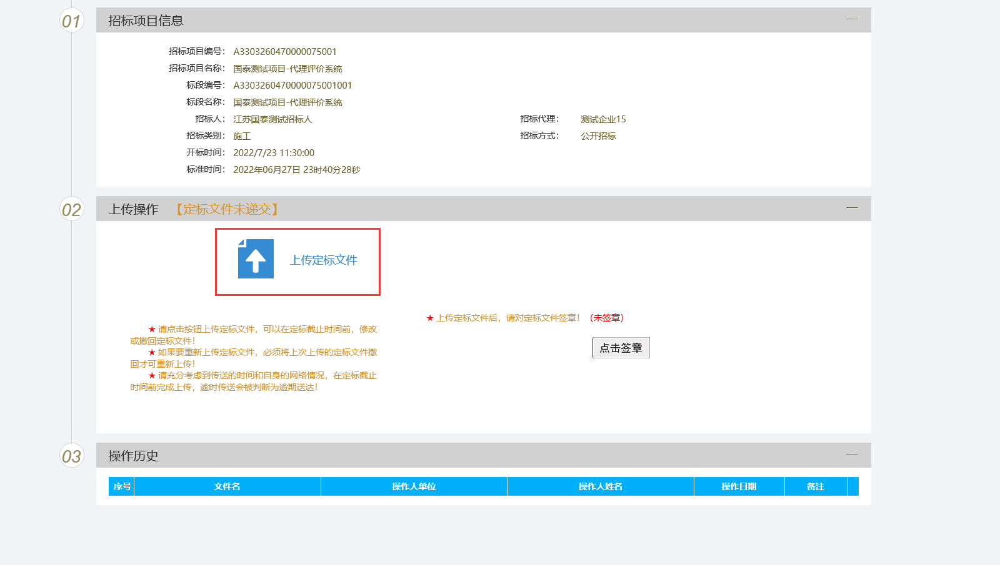 01
招标项目信息
招标项目编号： A3303260470000075001
招标项目名称： 国泰测试项目-代理评价系统
标段编号： A3303260470000075001001
标段名称： 国泰测试项目-代理评价系统
招标人： 江苏国泰测试招标人 招标代理： 测试企业15
招标类别： 施工 招标方式： 公开招标
开标时间： 2022/7/23 11:30:00
标准时间： 2022年06月27日 23时40分28秒
02
上传操作 【定标文件未递交】
上传定标文件
★ 请点击按钮上传定标文件，可以在定标截止时间前，修改
或撤回定标文件！
★ 如果要重新上传定标文件，必须将上次上传的定标文件撤
回才可重新上传！
★ 请充分考虑到传送的时间和自身的网络情况，在定标截止
时间前完成上传，逾时传送会被判断为逾期送达！
★ 上传定标文件后，请对定标文件签章！（未签章）
点击签章
03
操作历史
序号 文件名 操作人单位 操作人姓名 操作日期 备注